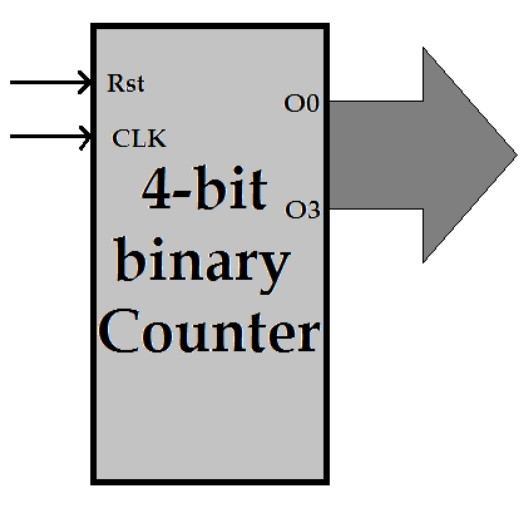 Rst
O0
CLK
4-bit
O3
binary
Counter